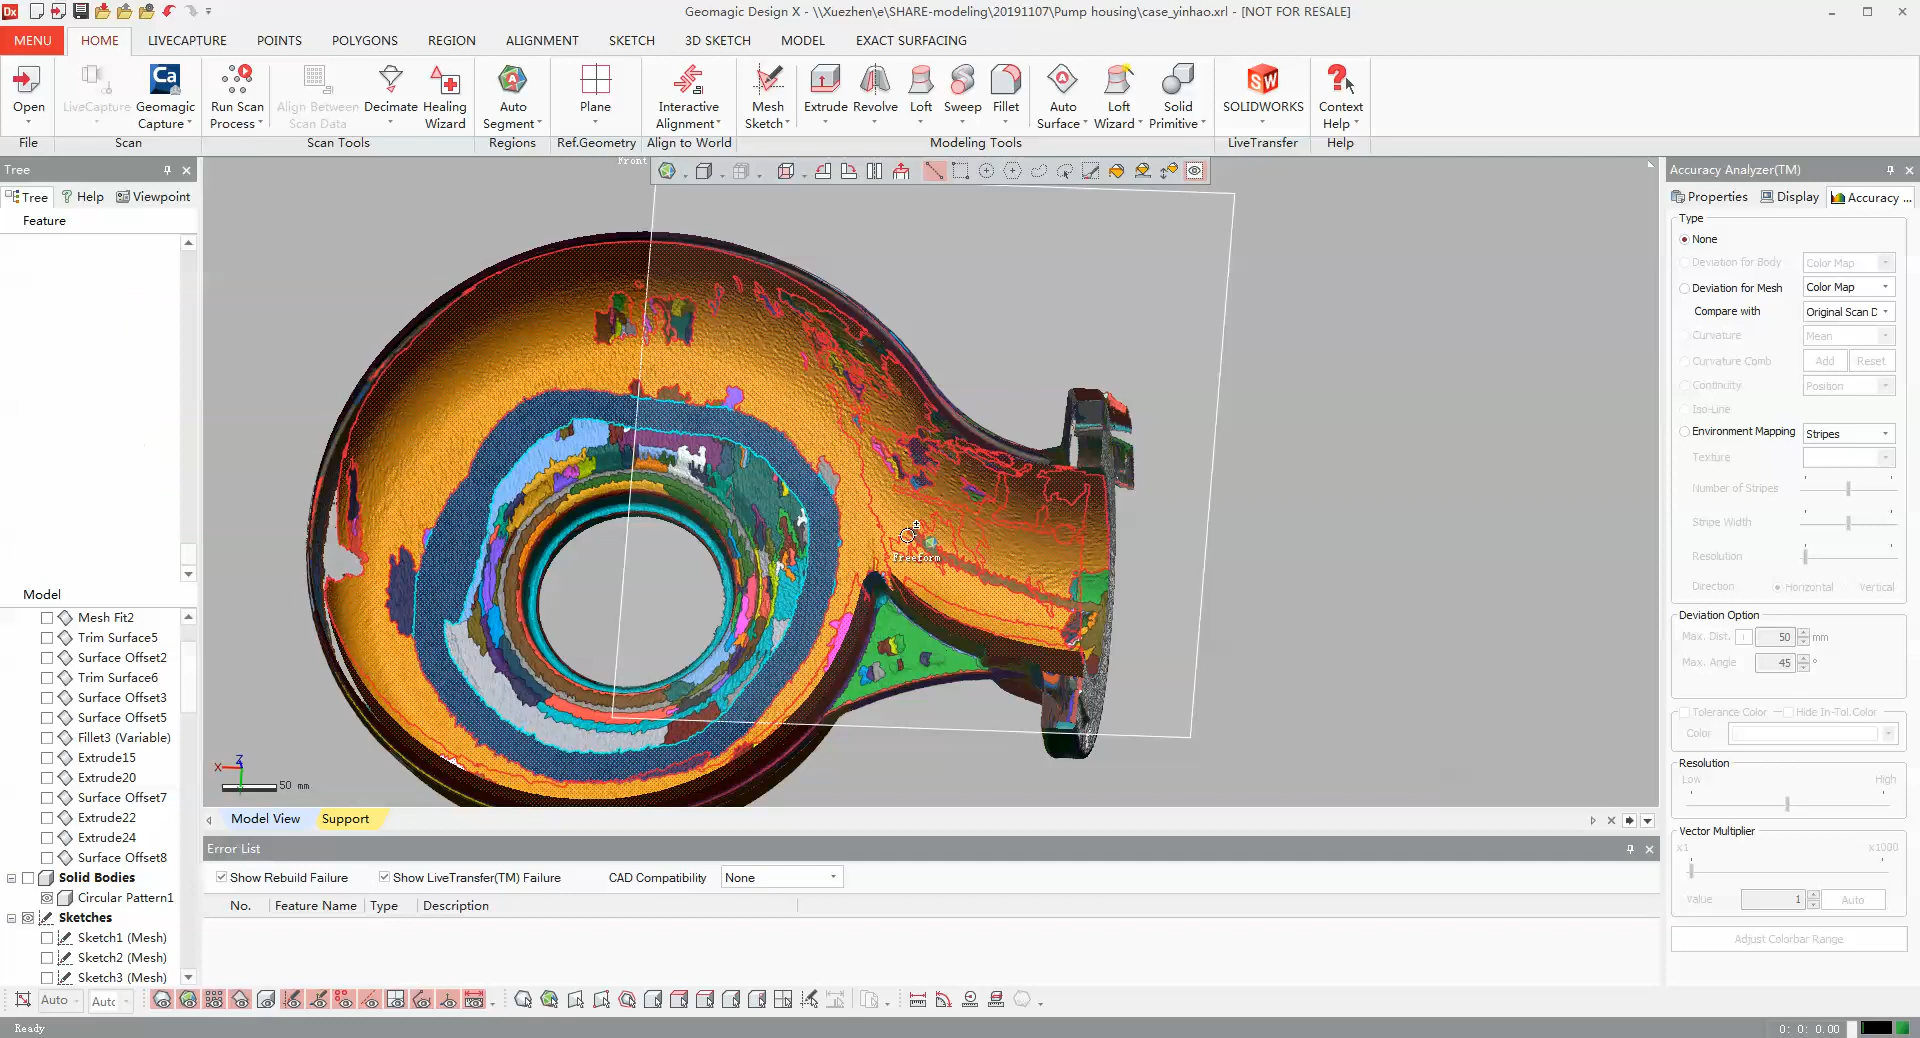 Dx
Geomagic Design X - \\Xuezhen\e\SHARE-modeling\20191107\Pump housing\case_yinhao.xrl - [NOT FOR RESALE]
MENU HOME LIVECAPTURE POINTS POLYGONS REGION ALIGNMENT SKETCH 3D SKETCH MODEL EXACT SURFACING
Open LiveCapture Geomagic Capture Run Scan Process Align Between Scan Data Decimate Healing Wizard Auto Segment Plane Interactive Alignment Mesh Sketch Extrude Revolve Loft Sweep Fillet Auto Surface Loft Wizard Solid Primitive SOLIDWORKS Context Help
File Scan Scan Tools Regions Ref.Geometry Align to World Modeling Tools LiveTransfer Help
Tree
Tree Help Viewpoint
Feature
Model
Mesh Fit2
Trim Surface5
Surface Offset2
Trim Surface6
Surface Offset3
Surface Offset5
Fillet3 (Variable)
Extrude15
Extrude20
Surface Offset7
Extrude22
Extrude24
Surface Offset8
Solid Bodies
Circular Pattern1
Sketches
Sketch1 (Mesh)
Sketch2 (Mesh)
Sketch3 (Mesh)
Front
Freeform
Z
X
50 mm
Model View Support
Error List
Show Rebuild Failure Show LiveTransfer(TM) Failure CAD Compatibility None
No. Feature Name Type Description
Accuracy Analyzer(TM)
Properties Display Accuracy ...
Type
None
Deviation for Body Color Map
Deviation for Mesh Color Map
Compare with Original Scan D
Curvature Mean
Curvature Comb Add Reset
Continuity Position
Iso-Line
Environment Mapping Stripes
Texture
Number of Stripes
Stripe Width
Resolution
Direction Horizontal Vertical
Deviation Option
Max. Dist. 50 mm
Max. Angle 45 °
Tolerance Color Hide In-Tol.Color
Color
Resolution
Low High
Vector Multiplier
x1 x1000
Value 1 Auto
Adjust Colorbar Range
Auto Autc
Ready
0: 0: 0.00